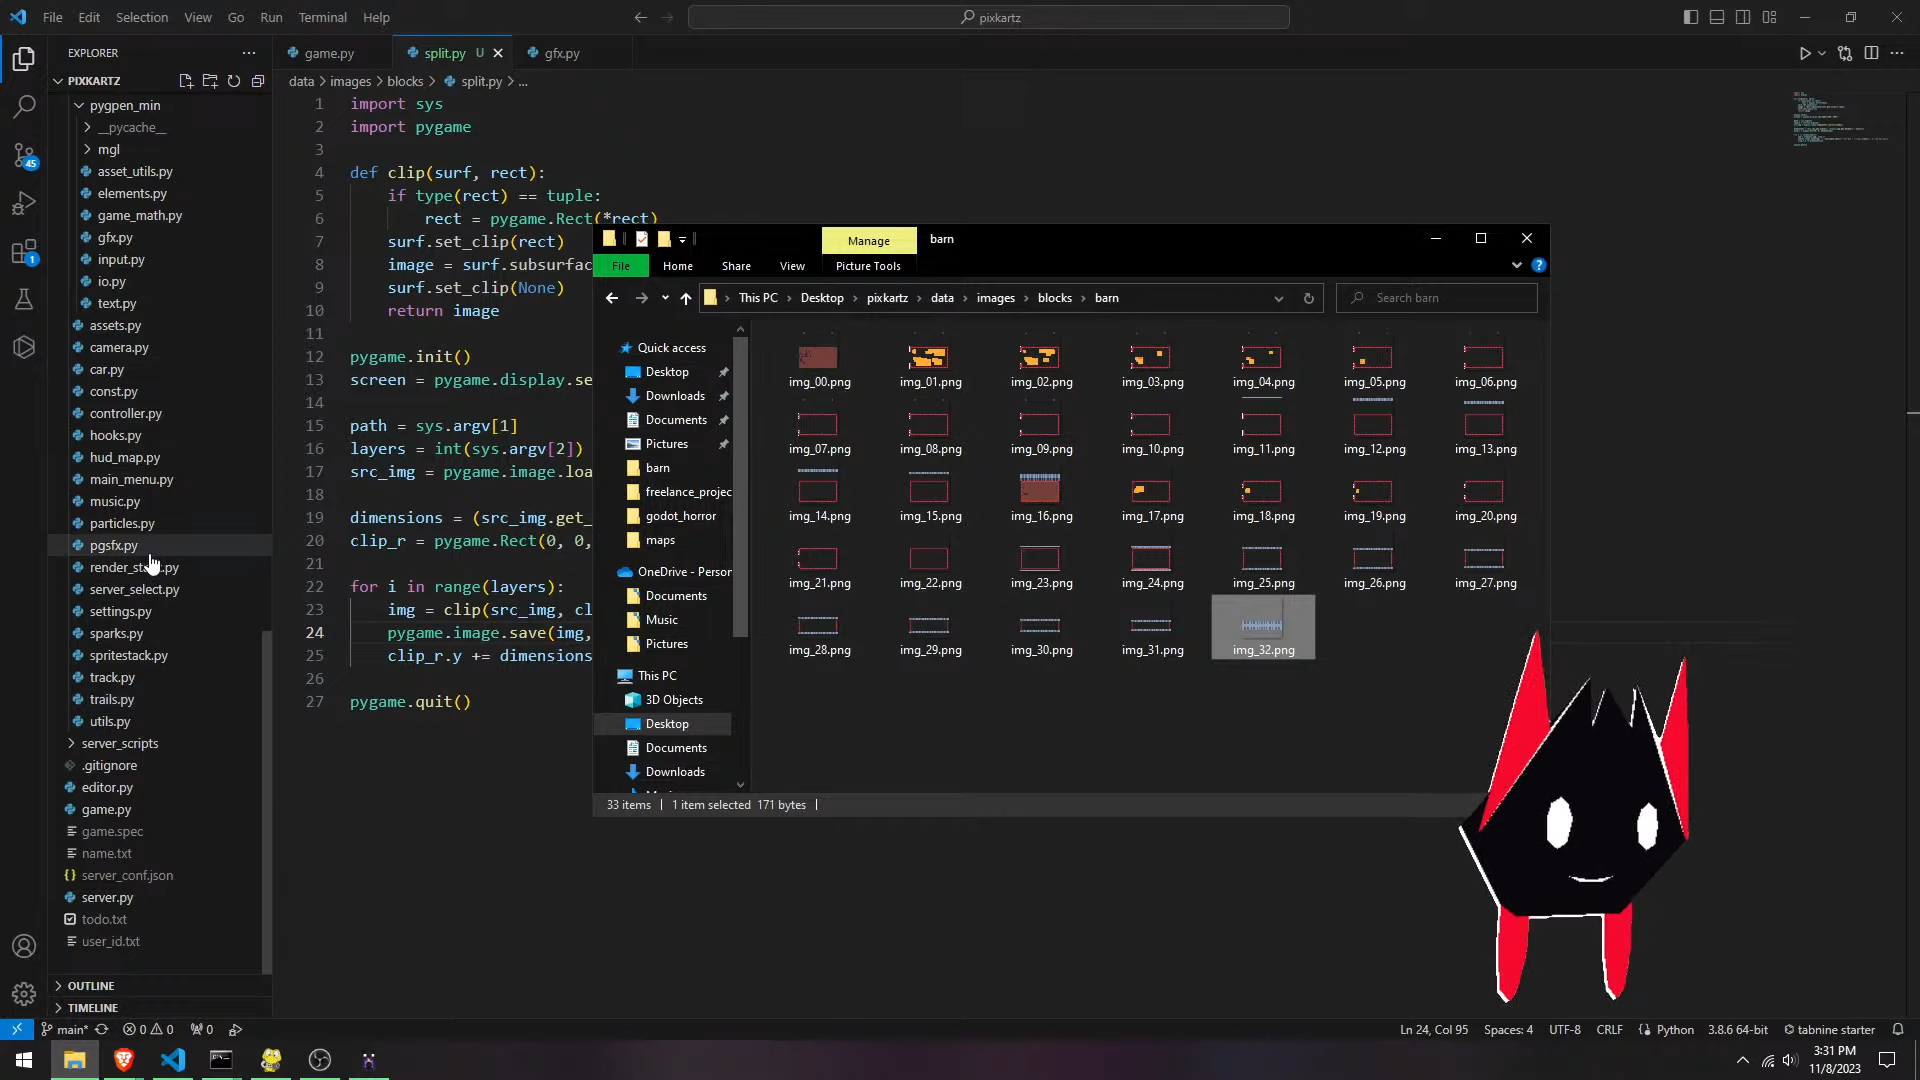 File Edit Selection View Go Run Terminal Help
pixkartz
EXPLORER
PIXKARTZ
pygpen_min
__pycache__
mgl
asset_utils.py
elements.py
game_math.py
gfx.py
input.py
io.py
text.py
assets.py
camera.py
car.py
const.py
controller.py
hooks.py
hud_map.py
main_menu.py
music.py
particles.py
pgsfx.py
server_select.py
settings.py
sparks.py
spritestack.py
track.py
trails.py
utils.py
server_scripts
.gitignore
editor.py
game.py
game.spec
name.txt
server_conf.json
server.py
todo.txt
user_id.txt
OUTLINE
TIMELINE
45
1
game.py split.py U gfx.py
data > images > blocks > split.py > ...
1 import sys
2 import pygame
3
4 def clip(surf, rect):
5 if type(rect) == tuple:
6 rect = pygame.Rect(*rect)
7 surf.set_clip(rect)
8 image = surf.subsurfac
9 surf.set_clip(None)
10 return image
11
12 pygame.init()
13 screen = pygame.display.se
14
15 path = sys.argv[1]
16 layers = int(sys.argv[2])
17 src_img = pygame.image.loa
18
19 dimensions = (src_img.get_
20 clip_r = pygame.Rect(0, 0,
21
22 for i in range(layers):
23 img = clip(src_img, cl
24 pygame.image.save(img,
25 clip_r.y += dimensions
26
27 pygame.quit()
Manage barn
File Home Share View Picture Tools
This PC > Desktop > pixkartz > data > images > blocks > barn
Search barn
Quick access
Desktop
Downloads
Documents
Pictures
barn
freelance_projec
godot_horror
maps
OneDrive - Person
Documents
Music
Pictures
This PC
3D Objects
Desktop
Documents
Downloads
img_00.png img_01.png img_02.png img_03.png img_04.png img_05.png img_06.png
img_07.png img_08.png img_09.png img_10.png img_11.png img_12.png img_13.png
img_14.png img_15.png img_16.png img_17.png img_18.png img_19.png img_20.png
img_21.png img_22.png img_23.png img_24.png img_25.png img_26.png img_27.png
img_28.png img_29.png img_30.png img_31.png img_32.png
33 items 1 item selected 171 bytes
main* 0 0 0
Ln 24, Col 95 Spaces: 4 UTF-8 CRLF Python 3.8.6 64-bit tabnine starter
3:31 PM
11/8/2023